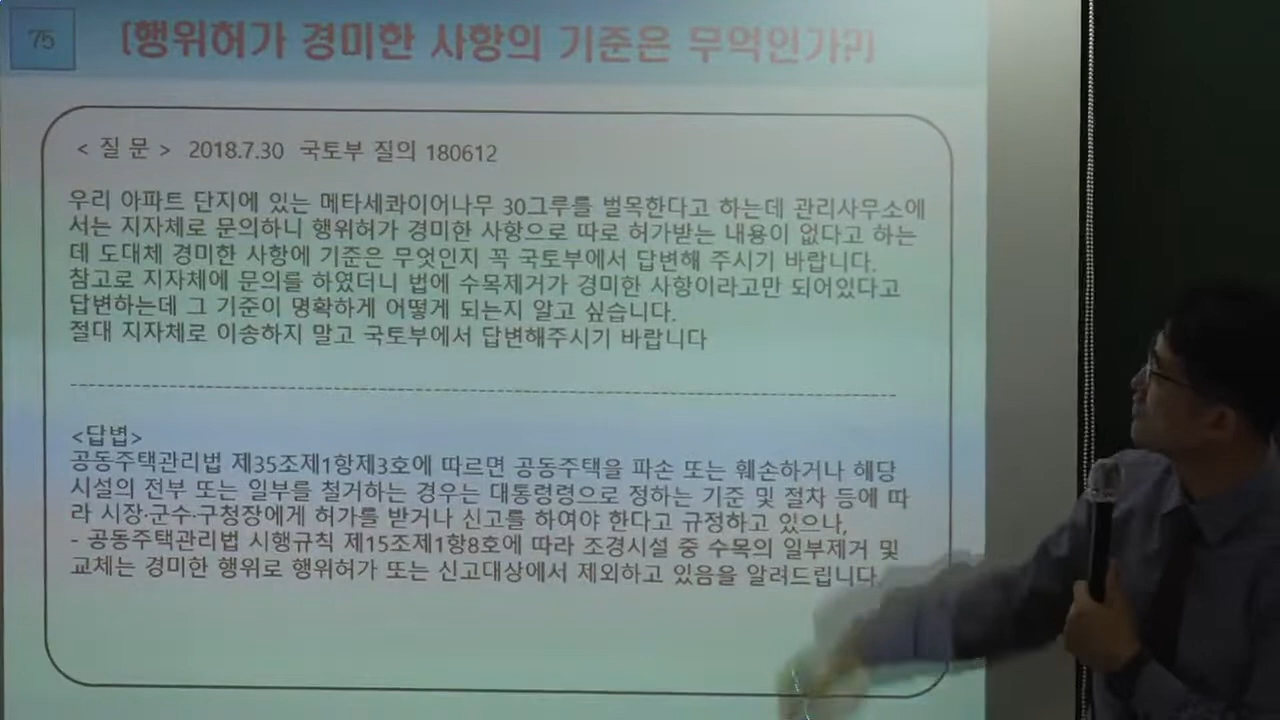 75
[행위허가 경미한 사항의 기준은 무엇인가?]
< 질 문 > 2018.7.30 국토부 질의 180612
우리 아파트 단지에 있는 메타세콰이어나무 30그루를 벌목한다고 하는데 관리사무소에
서는 지자체로 문의하니 행위허가 경미한 사항으로 따로 허가받는 내용이 없다고 하는
데 도대체 경미한 사항에 기준은 무엇인지 꼭 국토부에서 답변해 주시기 바랍니다.
참고로 지자체에 문의를 하였더니 법에 수목제거가 경미한 사항이라고만 되어있다고
답변하는데 그 기준이 명확하게 어떻게 되는지 알고 싶습니다.
절대 지자체로 이송하지 말고 국토부에서 답변해주시기 바랍니다
<답변>
공동주택관리법 제35조제1항제3호에 따르면 공동주택을 파손 또는 훼손하거나 해당
시설의 전부 또는 일부를 철거하는 경우는 대통령령으로 정하는 기준 및 절차 등에 따
라 시장·군수·구청장에게 허가를 받거나 신고를 하여야 한다고 규정하고 있으나,
- 공동주택관리법 시행규칙 제15조제1항8호에 따라 조경시설 중 수목의 일부제거 및
교체는 경미한 행위로 행위허가 또는 신고대상에서 제외하고 있음을 알려드립니다.